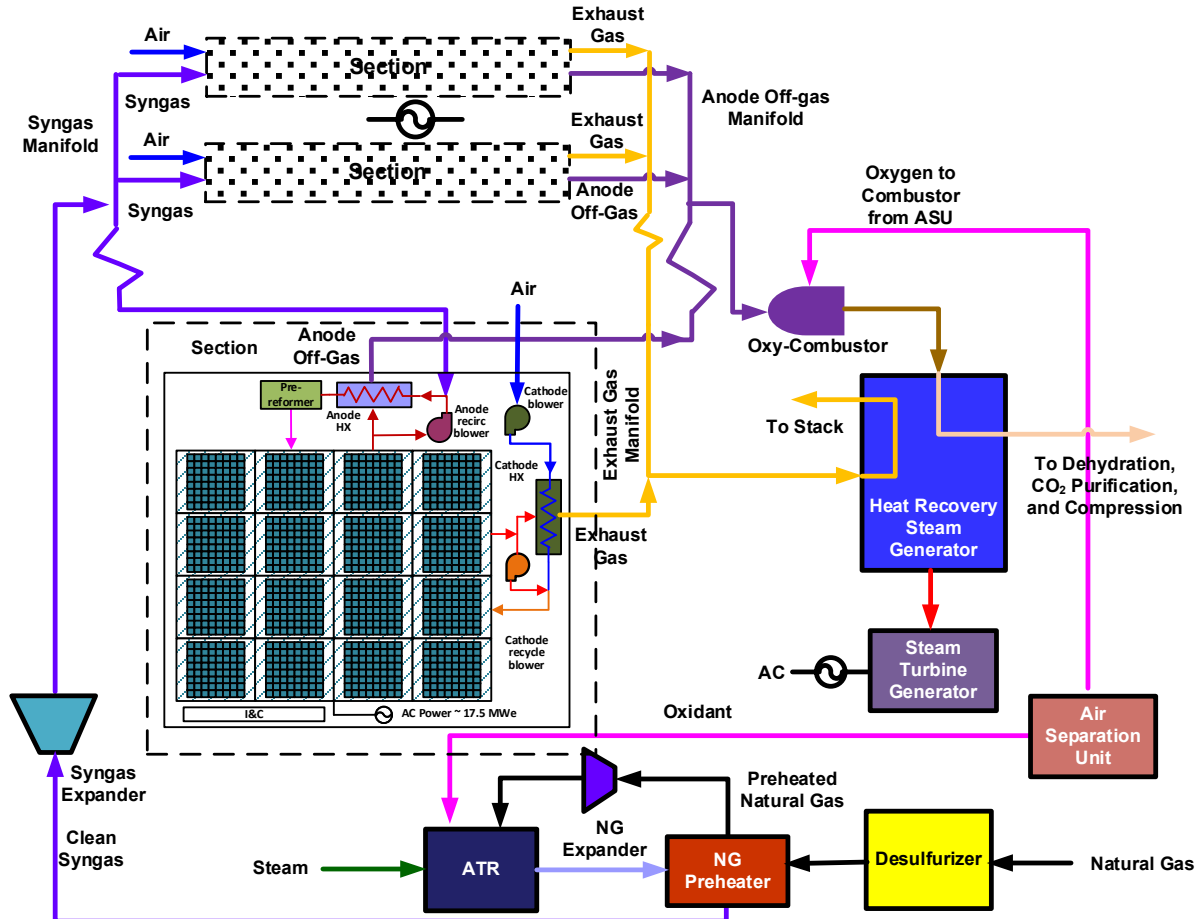 Exhaust
Gas
Air
Section
Syngas
Anode Off-gas
Manifold
Syngas
Manifold
Exhaust
Gas
Air
Section
Anode
Off-Gas
Syngas
Oxygen to
Combustor
from ASU
Air
Section
Anode
Off-Gas
Oxy-Combustor
Pre-
reformer
Anode
HX
Anode
recirc
blower
Cathode
blower
Exhaust Gas
Manifold
To Stack
Cathode
HX
To Dehydration,
CO₂ Purification,
and Compression
Heat Recovery
Steam
Generator
Exhaust
Gas
Cathode
recycle
blower
Steam
Turbine
Generator
AC
I&C
AC Power ~ 17.5 MWe
Oxidant
Air
Separation
Unit
Syngas
Expander
Preheated
Natural Gas
Clean
Syngas
NG
Expander
Steam
ATR
NG
Preheater
Desulfurizer
Natural Gas